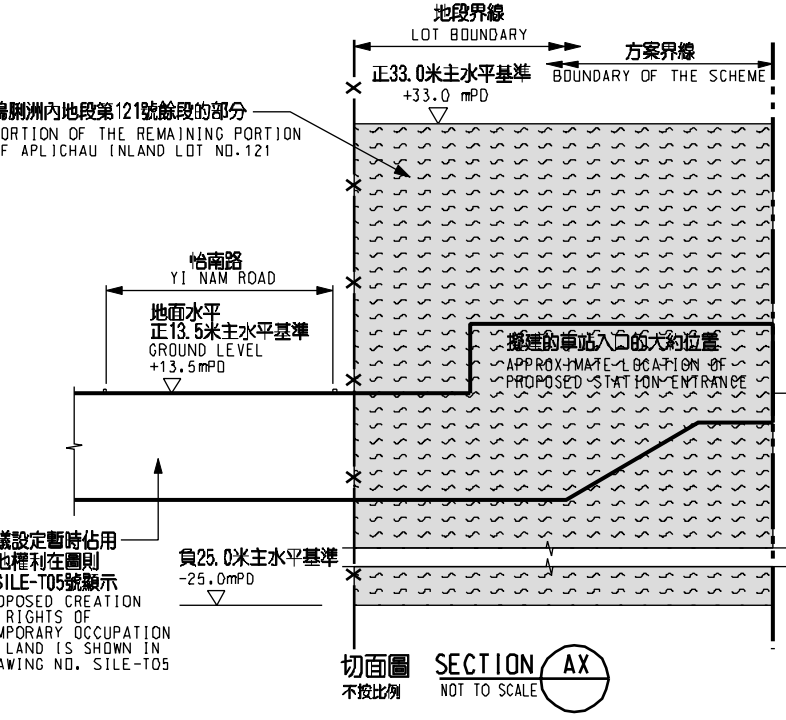 地段界線
LOT BOUNDARY
方案界線
BOUNDARY OF THE SCHEME
正33.0米主水平基準
+33.0 mPD
鴨脷洲內地段第121號餘段的部分
ORTION OF THE REMAINING PORTION
F APLICHAU INLAND LOT NO.121
怡南路
YI NAM ROAD
地面水平
正13.5米主水平基準
GROUND LEVEL
+13.5mPD
擬建的車站入口的大約位置
APPROXIMATE LOCATION OF
PROPOSED STATION ENTRANCE
議設定暫時佔用
地權利在圖則
SILE-T05號顯示
OPOSED CREATION
RIGHTS OF
MPORARY OCCUPATION
LAND IS SHOWN IN
AWING NO. SILE-T05
負25.0米主水平基準
-25.0mPD
切面圖 SECTION AX
不按比例 NOT TO SCALE